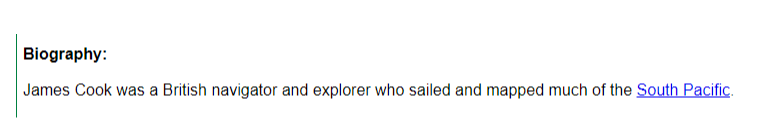 Biography:
James Cook was a British navigator and explorer who sailed and mapped much of the South Pacific.